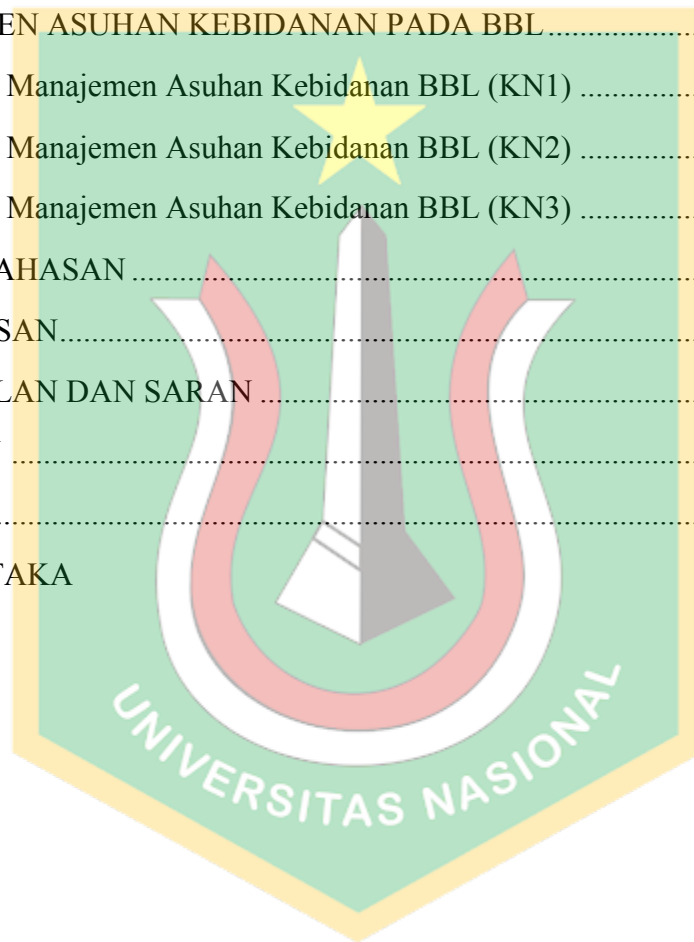 EN ASUHAN KEBIDANAN PADA BBL ....................
Manajemen Asuhan Kebidanan BBL (KN1) ................
Manajemen Asuhan Kebidanan BBL (KN2) ................
Manajemen Asuhan Kebidanan BBL (KN3) ................
AHASAN ................................................................................
SAN................................................................................
LAN DAN SARAN ............................................................
................................................................................
................................................................................
TAKA
UNIVERSITAS NASIONAL